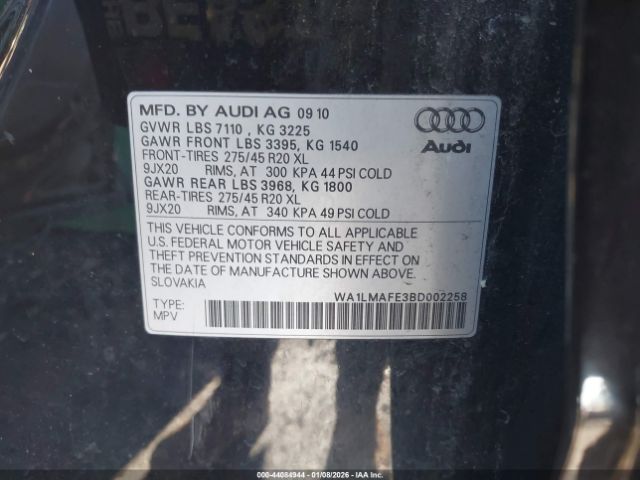 MFD. BY AUDI AG 09 10
GVWR LBS 7110 , KG 3225
GAWR FRONT LBS 3395, KG 1540
FRONT-TIRES 275/45 R20 XL
9JX20 RIMS, AT 300 KPA 44 PSI COLD
GAWR REAR LBS 3968, KG 1800
REAR-TIRES 275/45 R20 XL
9JX20 RIMS, AT 340 KPA 49 PSI COLD
Audi
THIS VEHICLE CONFORMS TO ALL APPLICABLE
U.S. FEDERAL MOTOR VEHICLE SAFETY AND
THEFT PREVENTION STANDARDS IN EFFECT ON
THE DATE OF MANUFACTURE SHOWN ABOVE.
SLOVAKIA
WA1LMAFE3BD002258
TYPE:
MPV
000-44084944 - 01/08/2026 - IAA Inc.